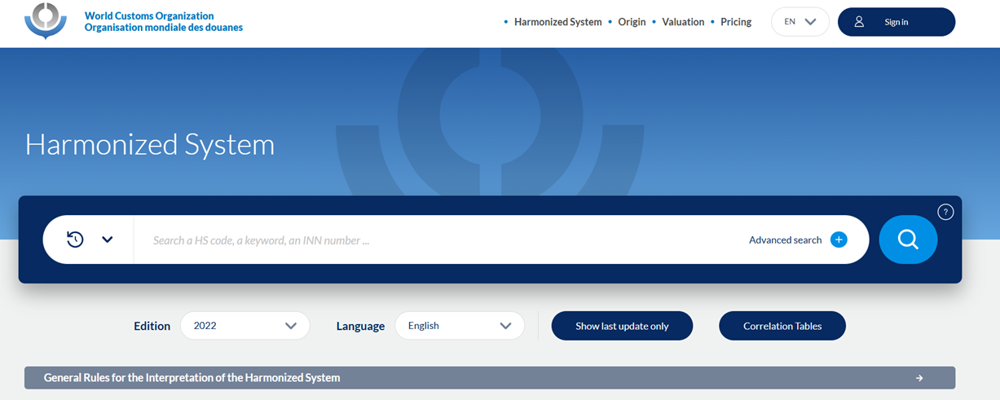 World Customs Organization
Organisation mondiale des douanes
• Harmonized System • Origin • Valuation • Pricing
EN
Sign in
Harmonized System
?
Search a HS code, a keyword, an INN number ...
Advanced search +
Edition
2022
Language
English
Show last update only
Correlation Tables
General Rules for the Interpretation of the Harmonized System →